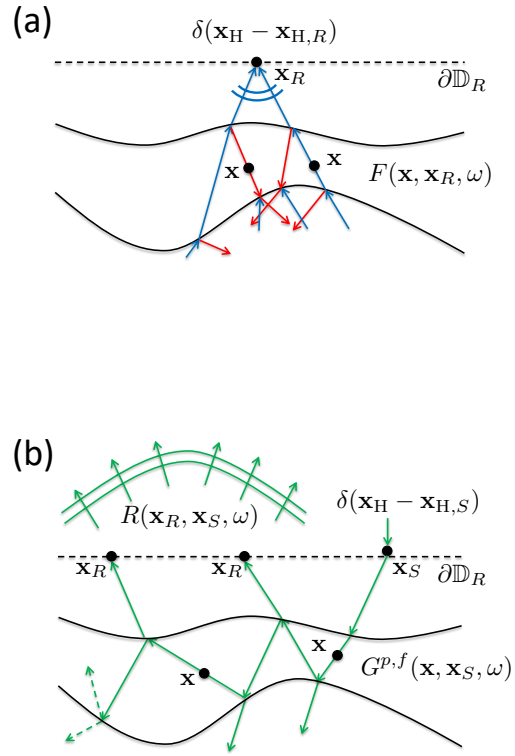 (a)
δ(x_H − x_{H,R})
x_R
∂𝔻_R
x
x
F(x, x_R, ω)
(b)
R(x_R, x_S, ω)
δ(x_H − x_{H,S})
x_R
x_R
x_S
∂𝔻_R
x
x
G^{p,f}(x, x_S, ω)